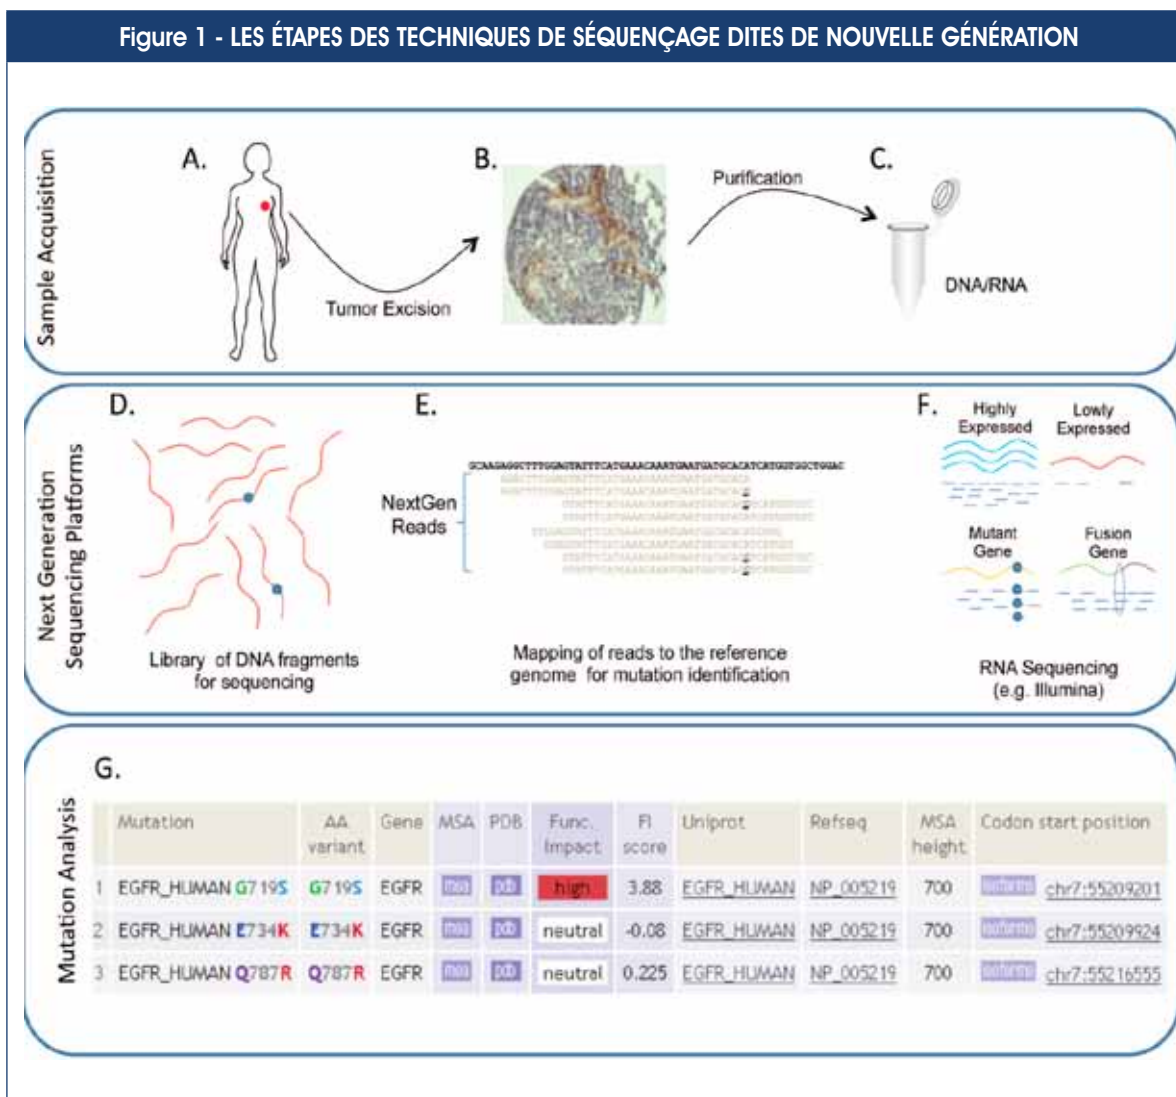 Figure 1 - LES ÉTAPES DES TECHNIQUES DE SÉQUENÇAGE DITES DE NOUVELLE GÉNÉRATION
Sample Acquisition
A.
B.
C.
Tumor Excision
Purification
DNA/RNA
Next Generation
Sequencing Platforms
D.
Library of DNA fragments
for sequencing
E.
GCAAGAGGCTTTGGAGTATTTCATGAAACAAATGAATGATGCACATCATGGTGGCTGGAC
NextGen
Reads
Mapping of reads to the reference
genome for mutation identification
F.
Highly
Expressed
Lowly
Expressed
Mutant
Gene
Fusion
Gene
RNA Sequencing
(e.g. Illumina)
Mutation Analysis
G.
Mutation AA variant Gene MSA PDB Func. Impact FI score Uniprot Refseq MSA height Codon start position
1 EGFR_HUMAN G719S G719S EGFR msa pdb high 3.88 EGFR_HUMAN NP_005219 700 chr7:55209201
2 EGFR_HUMAN E734K E734K EGFR msa pdb neutral -0.08 EGFR_HUMAN NP_005219 700 chr7:55209924
3 EGFR_HUMAN Q787R Q787R EGFR msa pdb neutral 0.225 EGFR_HUMAN NP_005219 700 chr7:55216555